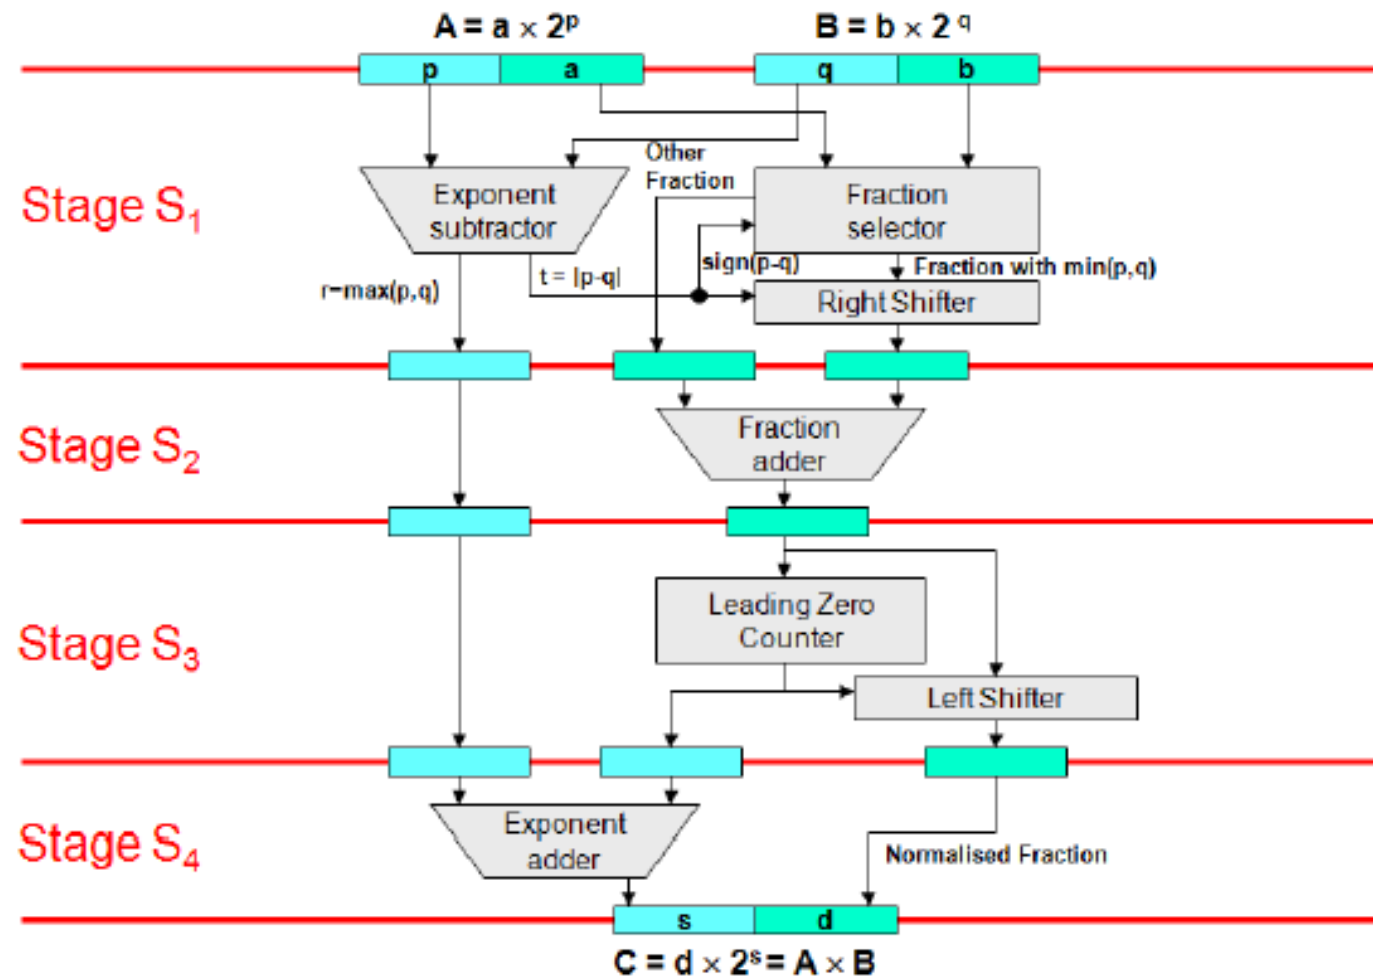 A = a × 2ᵖ
B = b × 2 ᑫ
p
a
q
b
Stage S₁
Exponent
subtractor
Other
Fraction
Fraction
selector
r=max(p,q)
t = |p-q|
sign(p-q)
Fraction with min(p,q)
Right Shifter
Stage S₂
Fraction
adder
Stage S₃
Leading Zero
Counter
Left Shifter
Stage S₄
Exponent
adder
Normalised Fraction
s
d
C = d × 2ˢ = A × B